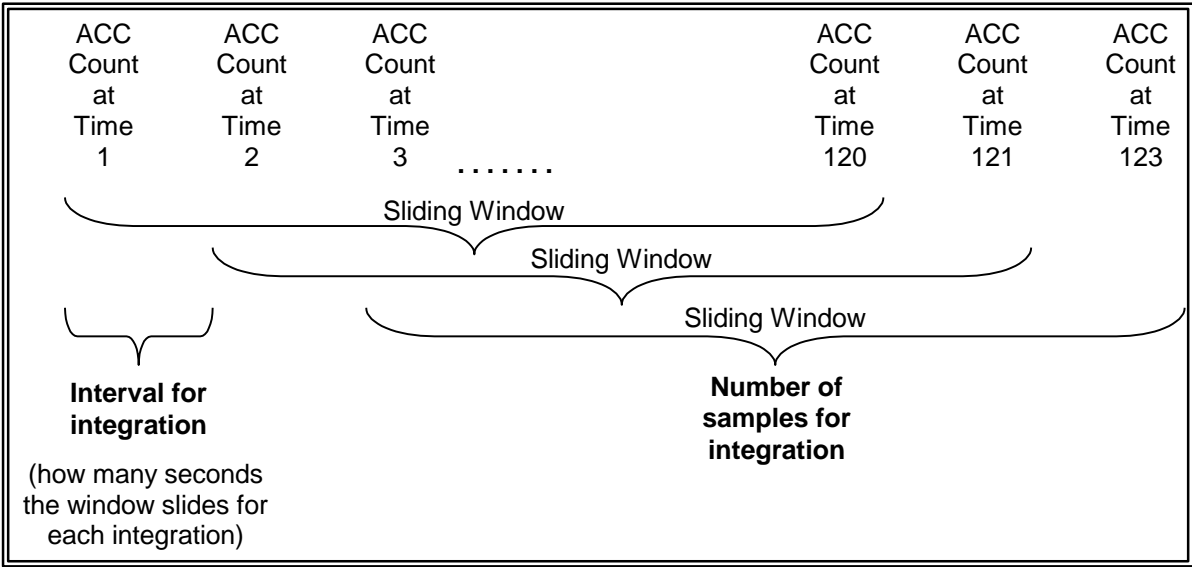 ACC ACC ACC ACC ACC ACC
Count Count Count Count Count Count
at at at at at at
Time Time Time Time Time Time
1 2 3 ....... 120 121 123
Sliding Window
Sliding Window
Sliding Window
Interval for
integration
(how many seconds
the window slides for
each integration)
Number of
samples for
integration